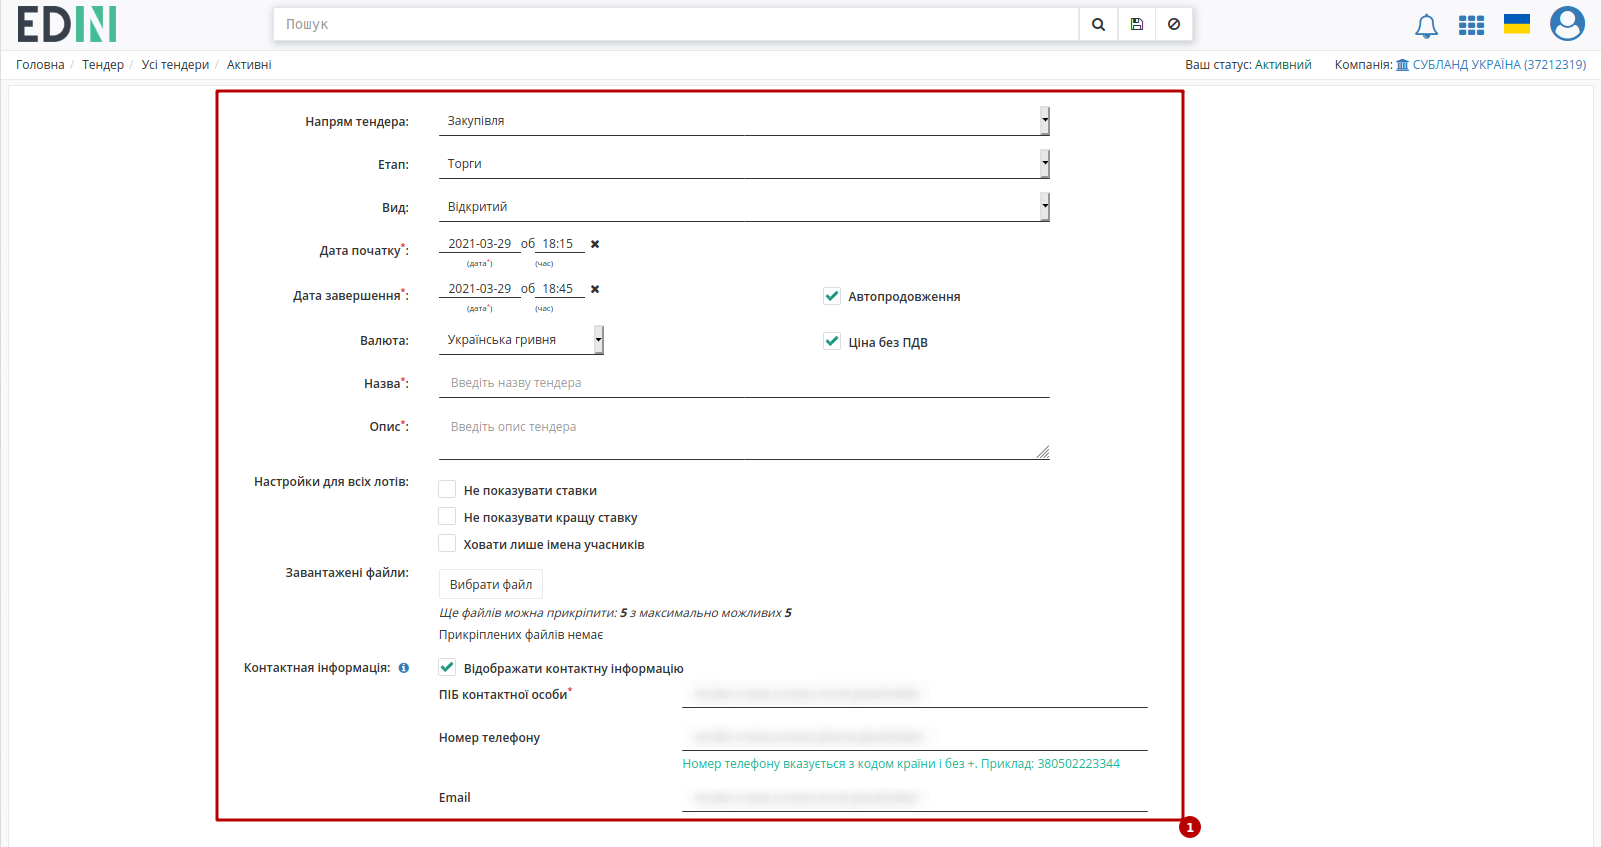 EDIN
Пошук
Головна / Тендер / Усі тендери / Активні
Ваш статус: Активний Компанія: СУБЛАНД УКРАЇНА (37212319)
Напрям тендера: Закупівля
Етап: Торги
Вид: Відкритий
Дата початку*: 2021-03-29 об 18:15
(дата*) (час)
Дата завершення*: 2021-03-29 об 18:45
(дата*) (час)
Автопродовження
Валюта: Українська гривня
Ціна без ПДВ
Назва*: Введіть назву тендера
Опис*: Введіть опис тендера
Настройки для всіх лотів:
Не показувати ставки
Не показувати кращу ставку
Ховати лише імена учасників
Завантажені файли:
Вибрати файл
Ще файлів можна прикріпити: 5 з максимально можливих 5
Прикріплених файлів немає
Контактная інформація: Відображати контактну інформацію
ПІБ контактної особи*
Номер телефону
Номер телефону вказується з кодом країни і без +. Приклад: 380502223344
Email
1